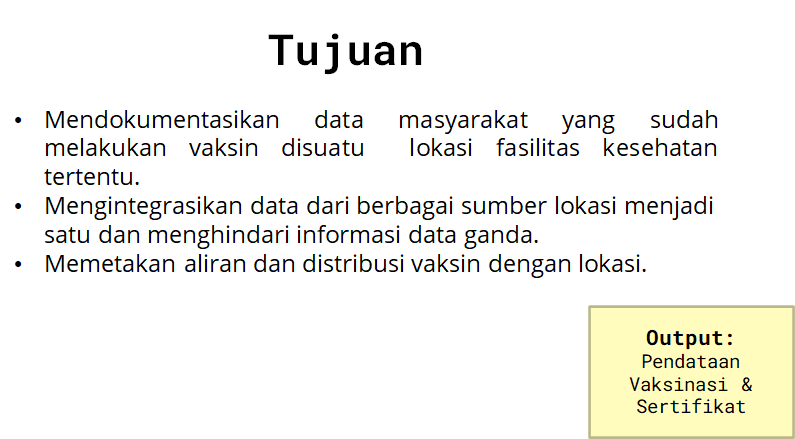 Tujuan
• Mendokumentasikan data masyarakat yang sudah
melakukan vaksin disuatu lokasi fasilitas kesehatan
tertentu.
• Mengintegrasikan data dari berbagai sumber lokasi menjadi
satu dan menghindari informasi data ganda.
• Memetakan aliran dan distribusi vaksin dengan lokasi.
Output:
Pendataan
Vaksinasi &
Sertifikat